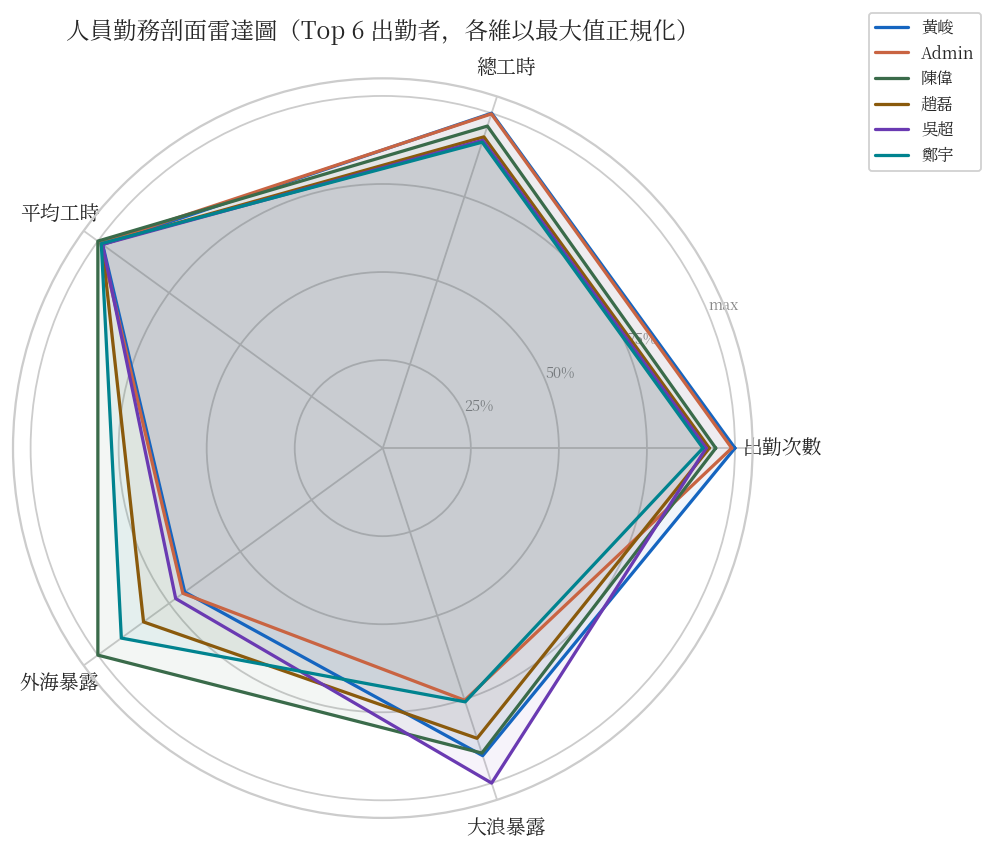 人員勤務剖面雷達圖（Top 6 出勤者，各維以最大值正規化）
黃峻
Admin
陳偉
趙磊
吳超
鄭宇
總工時
平均工時
max
75%
50%
25%
出勤次數
外海暴露
大浪暴露